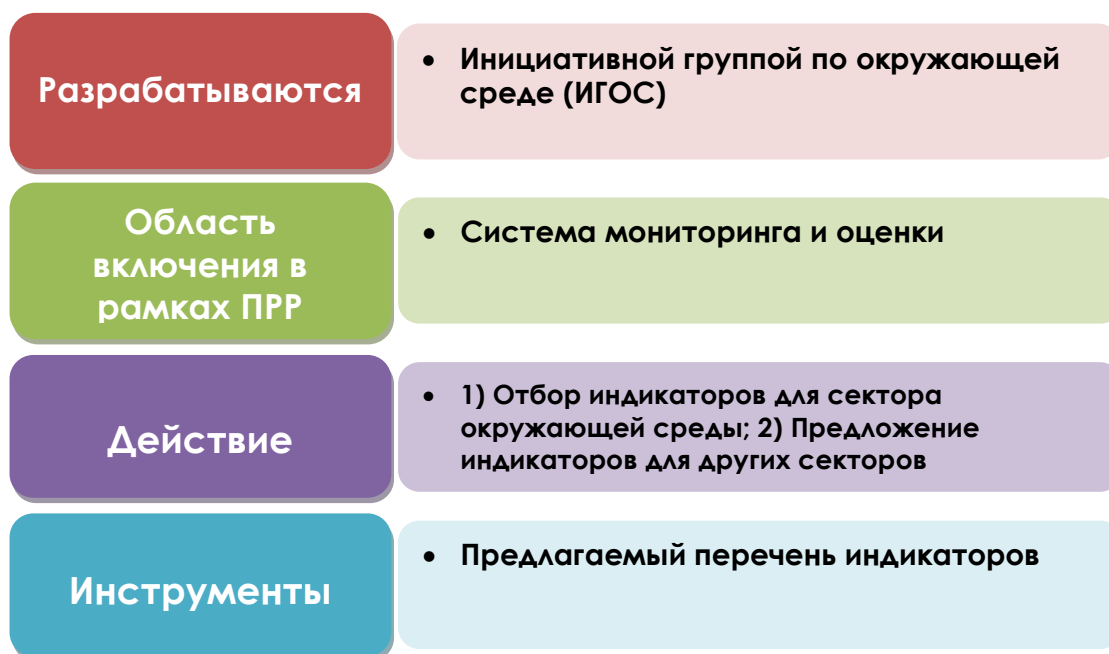 Разрабатываются
• Инициативной группой по окружающей
среде (ИГОС)
Область
включения в
рамках ПРР
• Система мониторинга и оценки
Действие
• 1) Отбор индикаторов для сектора
окружающей среды; 2) Предложение
индикаторов для других секторов
Инструменты
• Предлагаемый перечень индикаторов